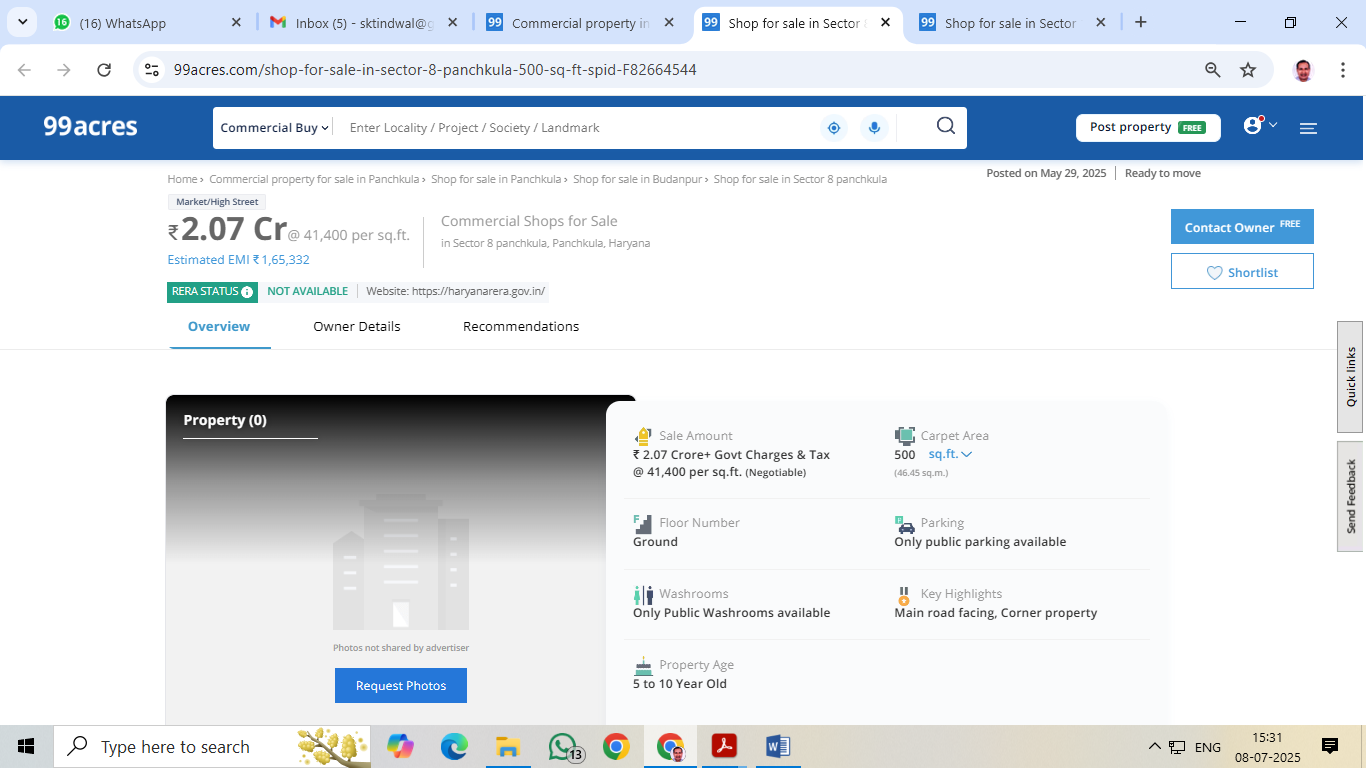 (16) WhatsApp
Inbox (5) - sktindwal@g
Commercial property in
Shop for sale in Sector
Shop for sale in Sector
99acres.com/shop-for-sale-in-sector-8-panchkula-500-sq-ft-spid-F82664544
99acres
Commercial Buy
Enter Locality / Project / Society / Landmark
Post property FREE
Home › Commercial property for sale in Panchkula › Shop for sale in Panchkula › Shop for sale in Budanpur › Shop for sale in Sector 8 panchkula
Posted on May 29, 2025 | Ready to move
Market/High Street
₹ 2.07 Cr @ 41,400 per sq.ft.
Estimated EMI ₹ 1,65,332
Commercial Shops for Sale
in Sector 8 panchkula, Panchkula, Haryana
Contact Owner FREE
Shortlist
RERA STATUS NOT AVAILABLE | Website: https://haryanarera.gov.in/
Overview
Owner Details
Recommendations
Quick links
Send Feedback
Property (0)
Photos not shared by advertiser
Request Photos
Sale Amount
₹ 2.07 Crore+ Govt Charges & Tax
@ 41,400 per sq.ft. (Negotiable)
Carpet Area
500 sq.ft.
(46.45 sq.m.)
Floor Number
Ground
Parking
Only public parking available
Washrooms
Only Public Washrooms available
Key Highlights
Main road facing, Corner property
Property Age
5 to 10 Year Old
Type here to search
13
ENG
15:31
08-07-2025